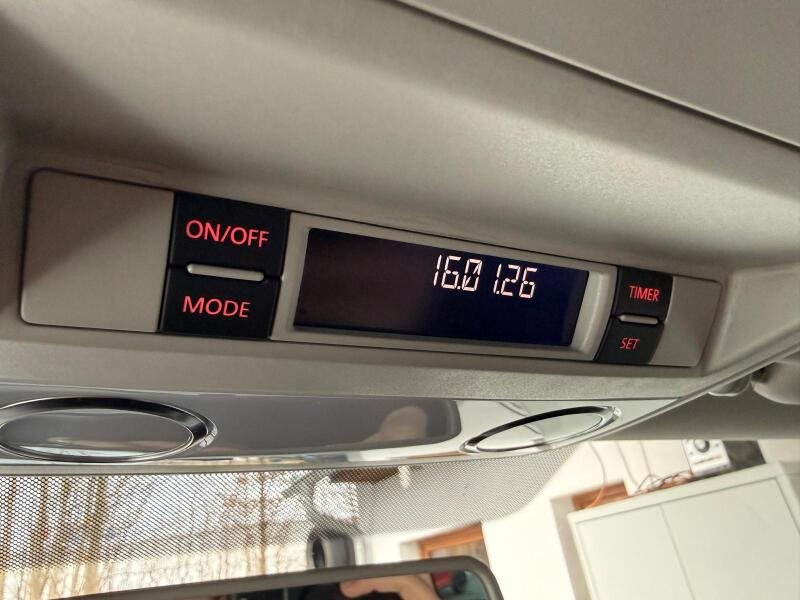 ON/OFF
MODE
16.01.26
TIMER
SET